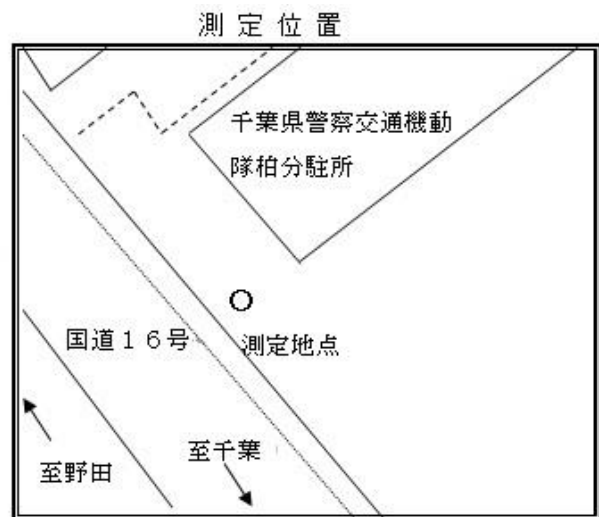 測定位置
千葉県警察交通機動
隊柏分駐所
国道１６号
測定地点
至千葉
至野田